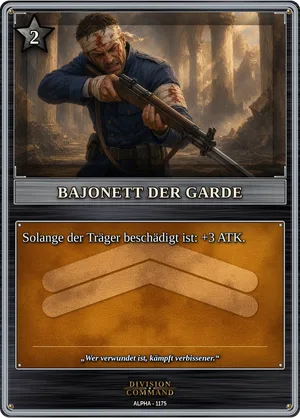 2
BAJONETT DER GARDE
Solange der Träger beschädigt ist: +3 ATK.
„Wer verwundet ist, kämpft verbissener.“
DIVISION
COMMAND
ALPHA - 1175